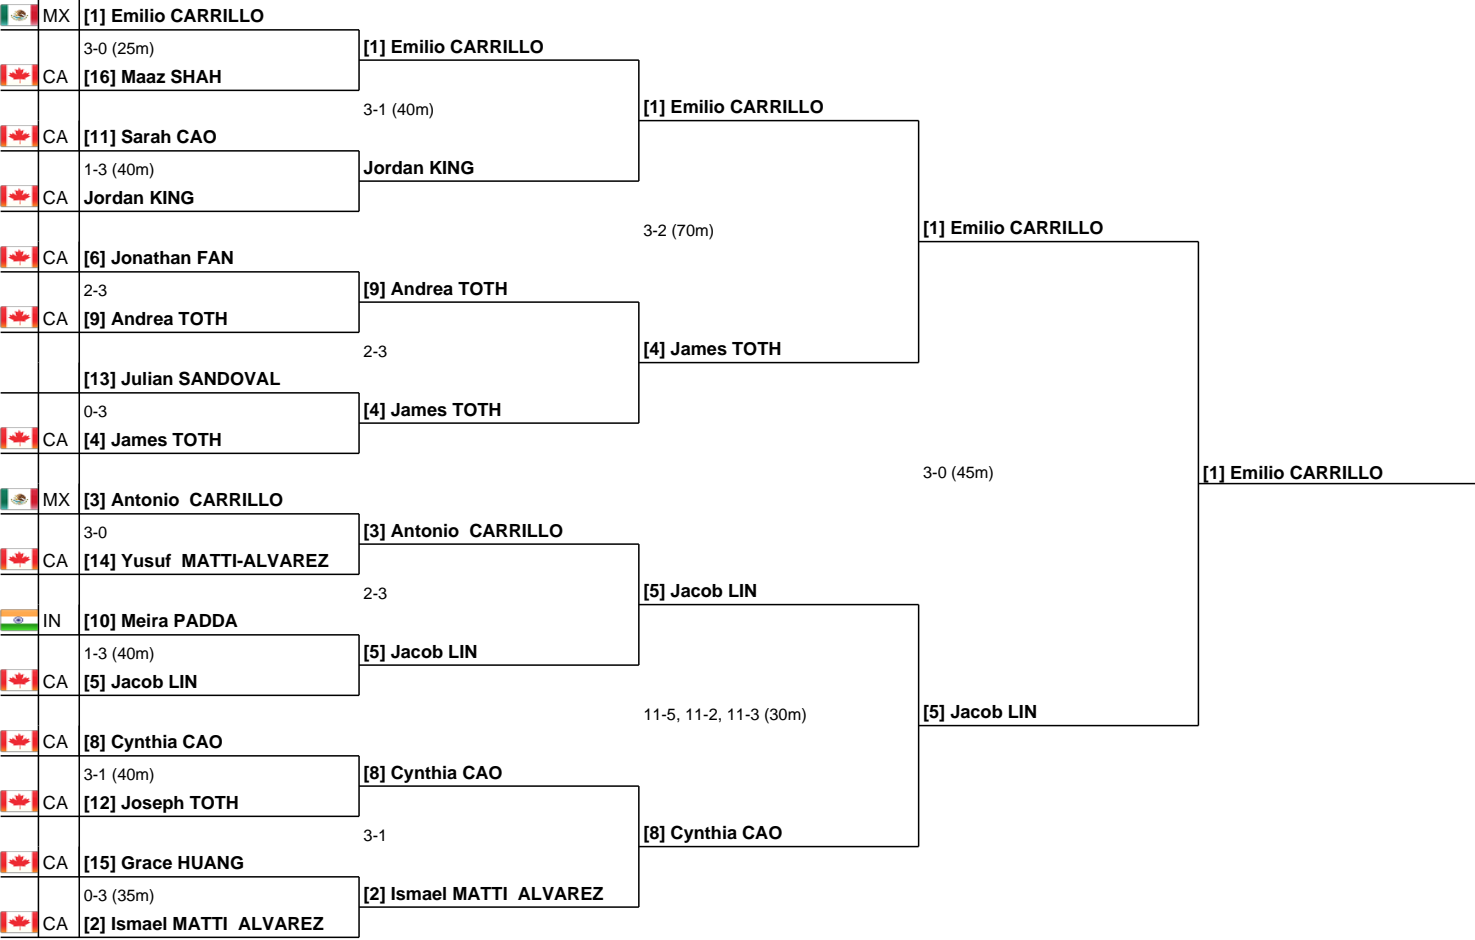 MX [1] Emilio CARRILLO
3-0 (25m)
[1] Emilio CARRILLO
CA [16] Maaz SHAH
3-1 (40m)
[1] Emilio CARRILLO
CA [11] Sarah CAO
1-3 (40m)
Jordan KING
CA Jordan KING
3-2 (70m)
[1] Emilio CARRILLO
CA [6] Jonathan FAN
2-3
[9] Andrea TOTH
CA [9] Andrea TOTH
2-3
[4] James TOTH
[13] Julian SANDOVAL
0-3
[4] James TOTH
CA [4] James TOTH
3-0 (45m)
[1] Emilio CARRILLO
MX [3] Antonio CARRILLO
3-0
[3] Antonio CARRILLO
CA [14] Yusuf MATTI-ALVAREZ
2-3
[5] Jacob LIN
IN [10] Meira PADDA
1-3 (40m)
[5] Jacob LIN
CA [5] Jacob LIN
11-5, 11-2, 11-3 (30m)
[5] Jacob LIN
CA [8] Cynthia CAO
3-1 (40m)
[8] Cynthia CAO
CA [12] Joseph TOTH
3-1
[8] Cynthia CAO
CA [15] Grace HUANG
0-3 (35m)
[2] Ismael MATTI ALVAREZ
CA [2] Ismael MATTI ALVAREZ